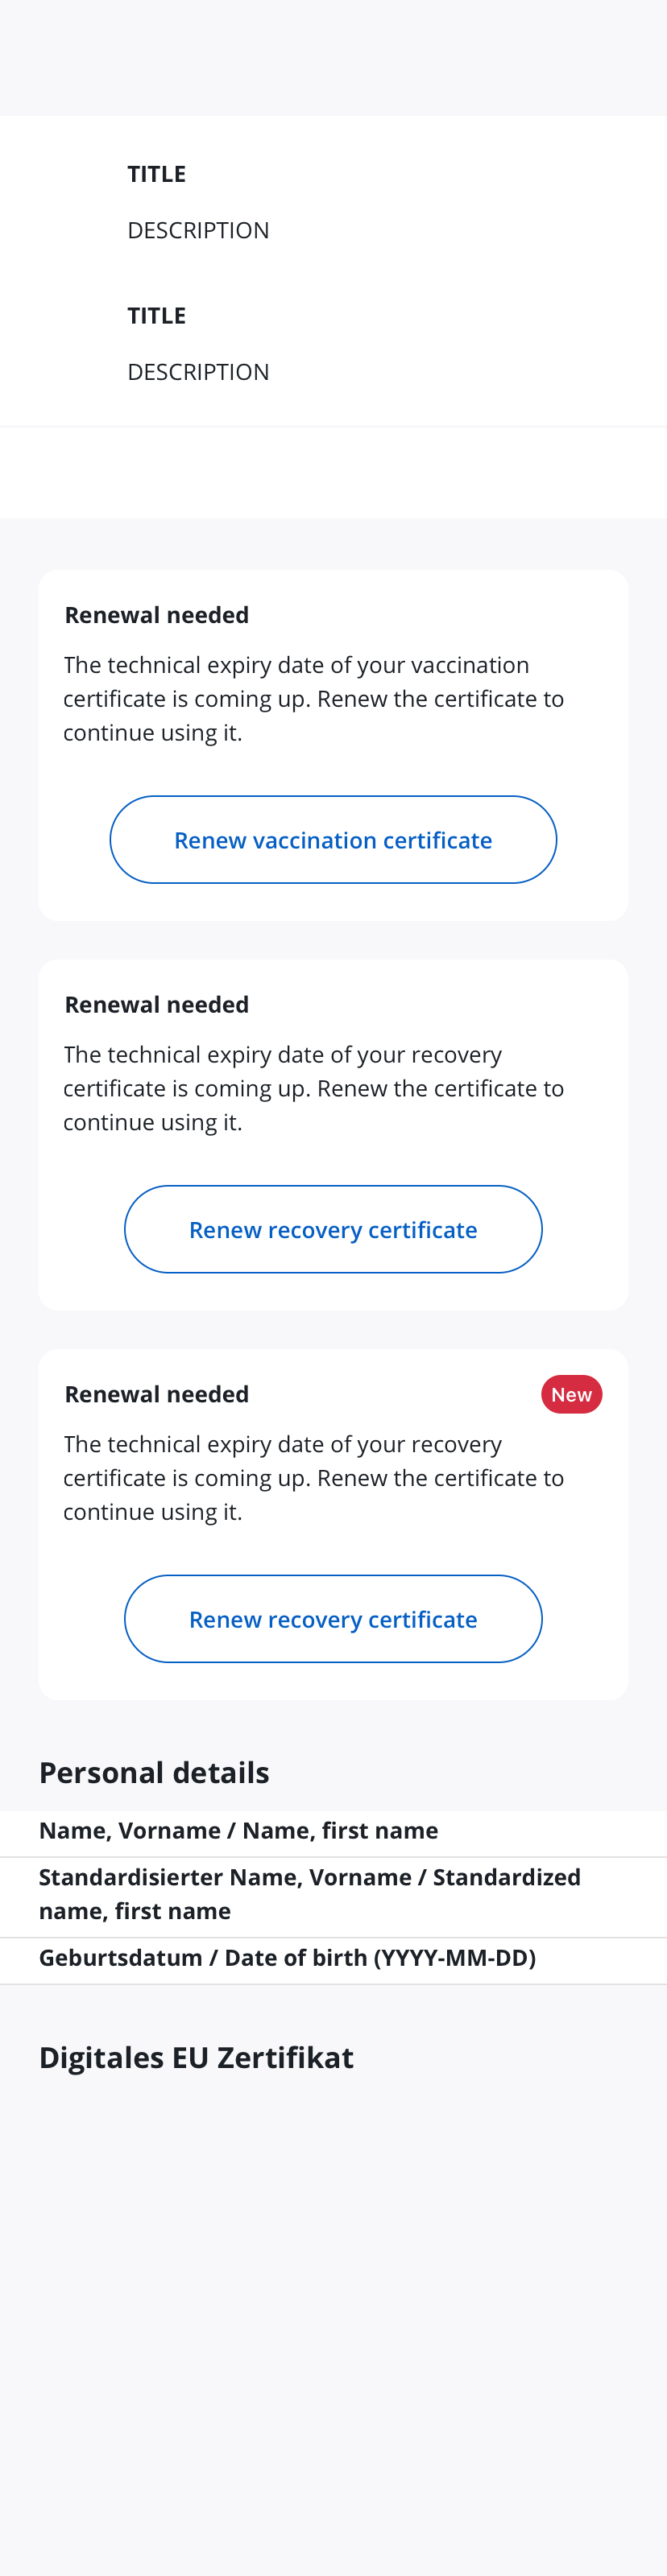 TITLE
DESCRIPTION
TITLE
DESCRIPTION
Renewal needed
The technical expiry date of your vaccination
certificate is coming up. Renew the certificate to
continue using it.
Renew vaccination certificate
Renewal needed
The technical expiry date of your recovery
certificate is coming up. Renew the certificate to
continue using it.
Renew recovery certificate
Renewal needed
New
The technical expiry date of your recovery
certificate is coming up. Renew the certificate to
continue using it.
Renew recovery certificate
Personal details
Name, Vorname / Name, first name
Standardisierter Name, Vorname / Standardized
name, first name
Geburtsdatum / Date of birth (YYYY-MM-DD)
Digitales EU Zertifikat